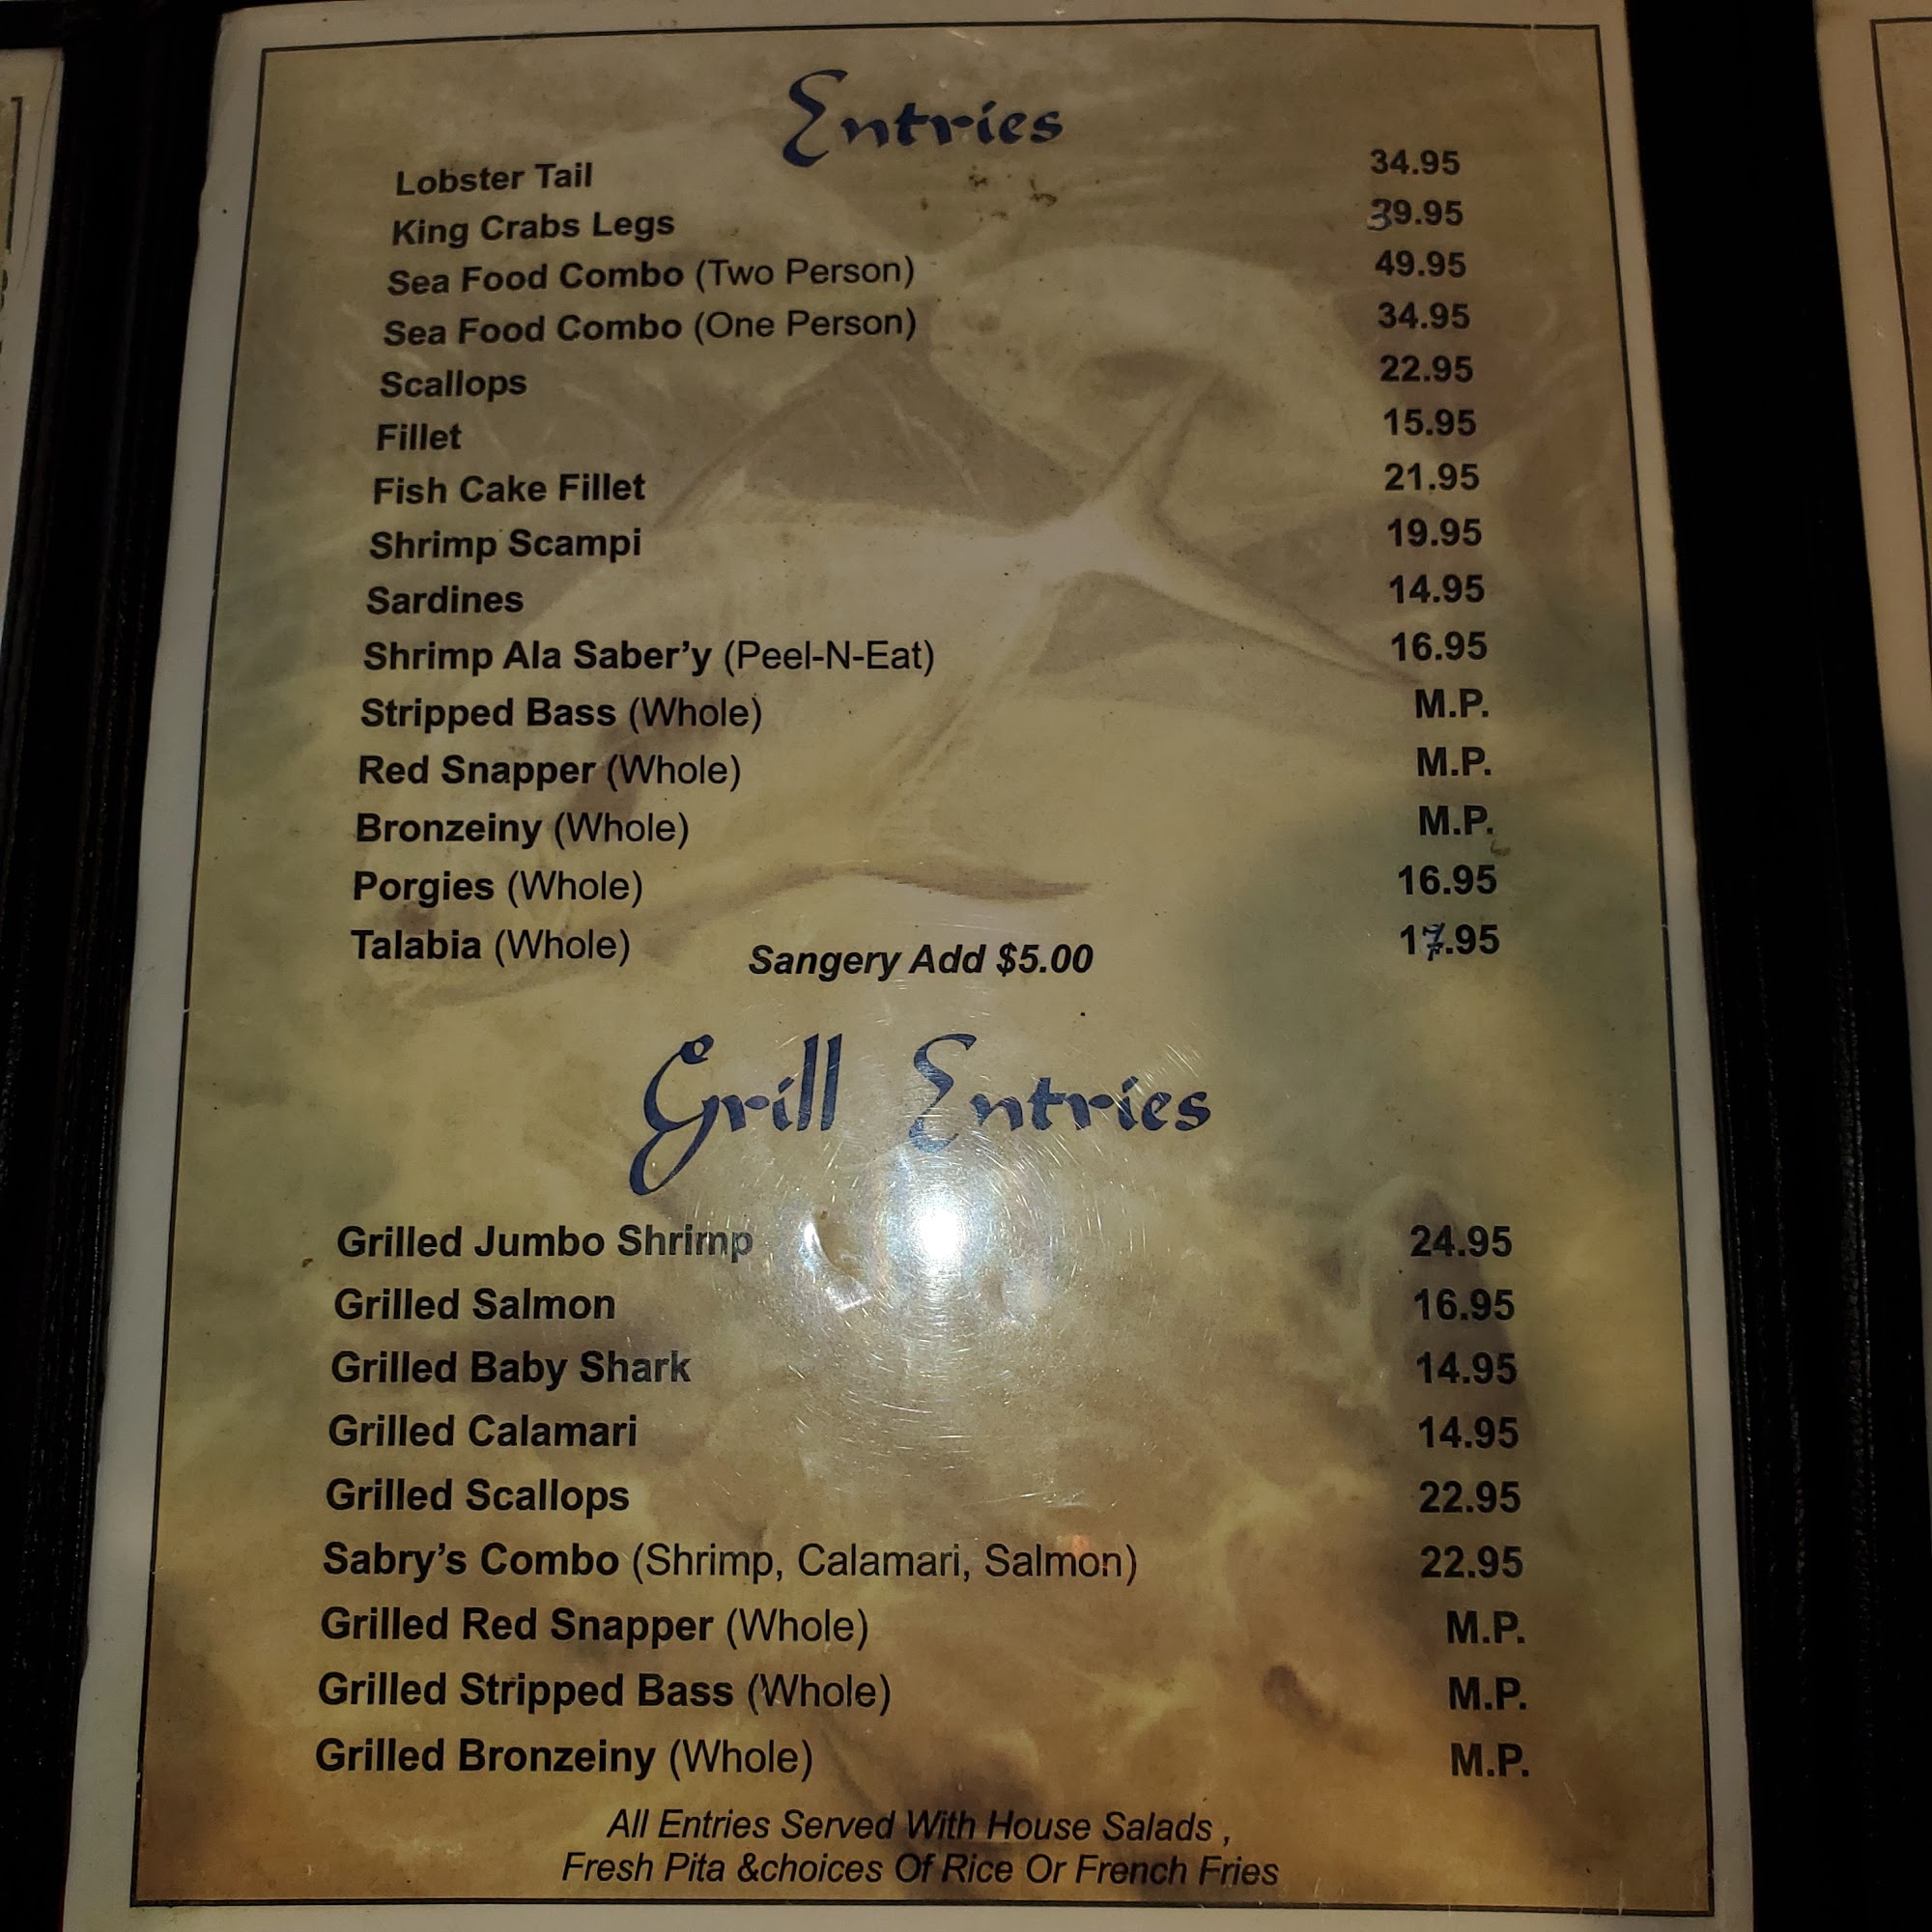 Entries
Lobster Tail 34.95
King Crabs Legs 39.95
Sea Food Combo (Two Person) 49.95
Sea Food Combo (One Person) 34.95
Scallops 22.95
Fillet 15.95
Fish Cake Fillet 21.95
Shrimp Scampi 19.95
Sardines 14.95
Shrimp Ala Saber'y (Peel-N-Eat) 16.95
Stripped Bass (Whole) M.P.
Red Snapper (Whole) M.P.
Bronzeiny (Whole) M.P.
Porgies (Whole) 16.95
Talabia (Whole) 17.95
Sangery Add $5.00
Grill Entries
Grilled Jumbo Shrimp 24.95
Grilled Salmon 16.95
Grilled Baby Shark 14.95
Grilled Calamari 14.95
Grilled Scallops 22.95
Sabry's Combo (Shrimp, Calamari, Salmon) 22.95
Grilled Red Snapper (Whole) M.P.
Grilled Stripped Bass (Whole) M.P.
Grilled Bronzeiny (Whole) M.P.
All Entries Served With House Salads ,
Fresh Pita &choices Of Rice Or French Fries